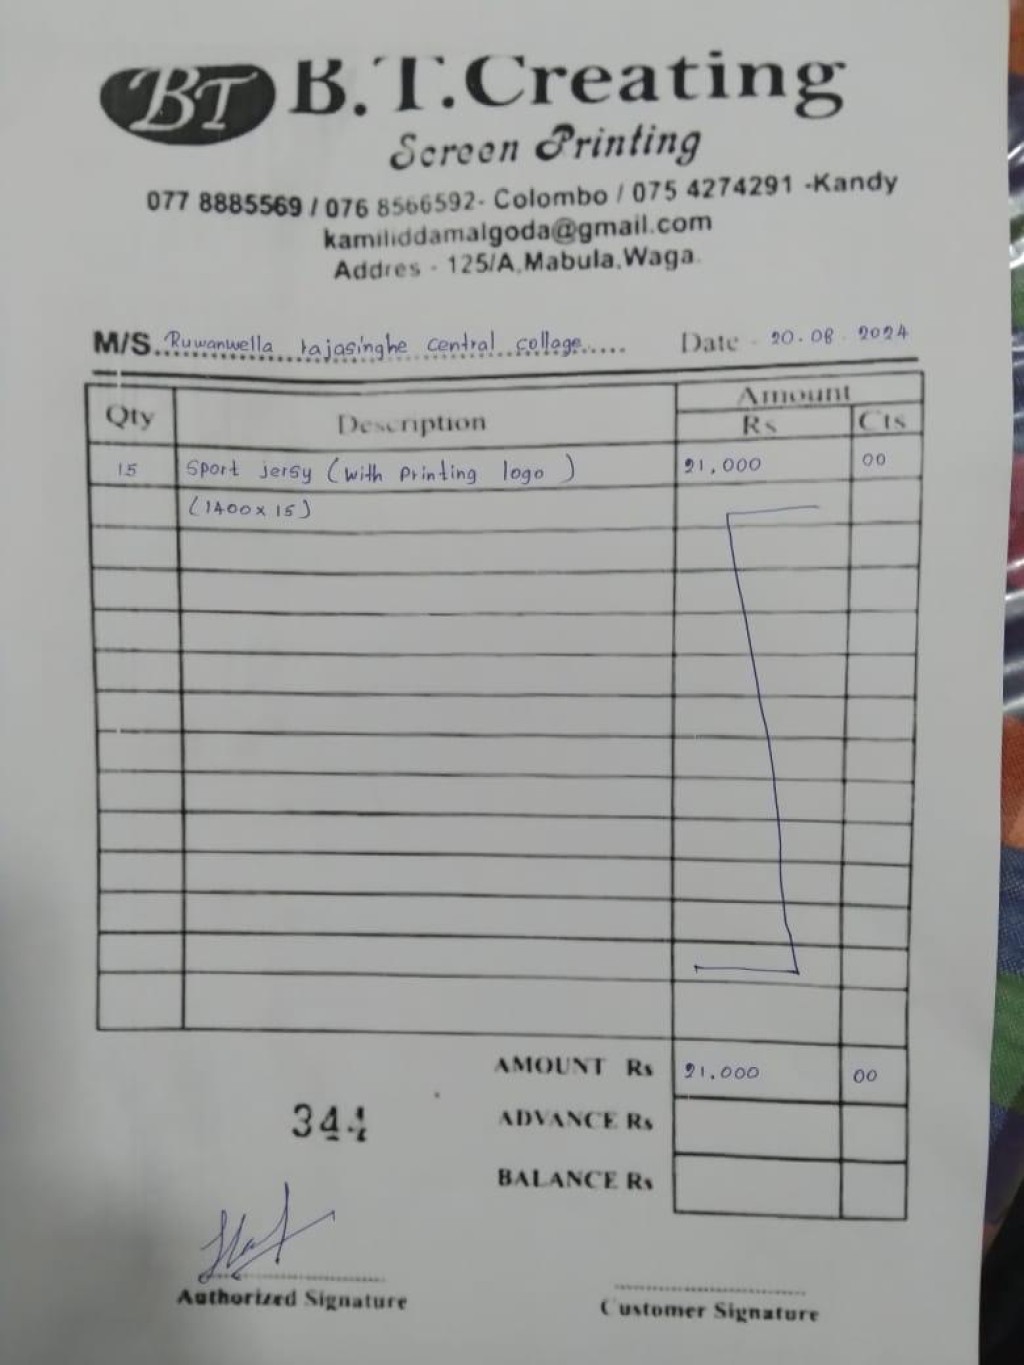 BT B.T.Creating
Screen Printing
077 8885569 / 076 8566592- Colombo / 075 4274291 -Kandy
kamiliddamalgoda@gmail.com
Addres - 125/A,Mabula,Waga.
M/S. Ruwanwella rajasinghe central collage Date - 20.08.2024
Qty Description Amount
Rs Cts
15 Sport jersy (with Printing logo) 21,000 00
(1400x15)
AMOUNT Rs 21,000 00
344 ADVANCE Rs
BALANCE Rs
Authorized Signature
Customer Signature